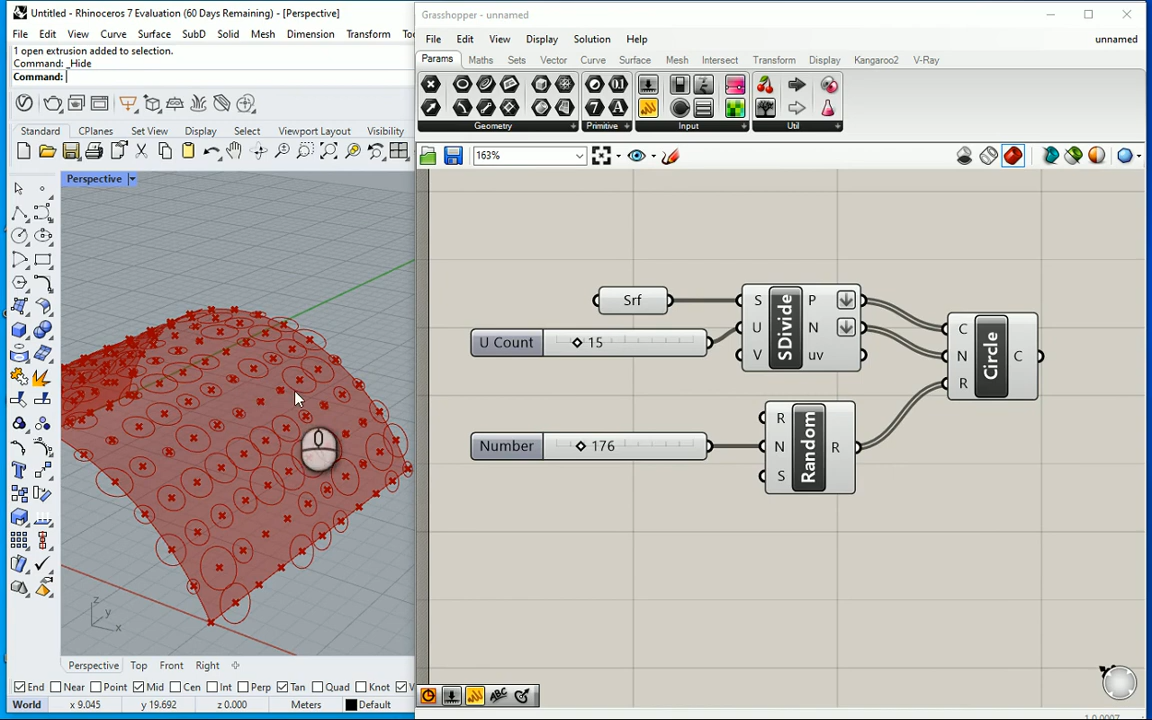 Untitled - Rhinoceros 7 Evaluation (60 Days Remaining) - [Perspective]
File Edit View Curve Surface SubD Solid Mesh Dimension Transform Too
1 open extrusion added to selection.
Command: _Hide
Command:
Standard CPlanes Set View Display Select Viewport Layout Visibility
Perspective
z
y
x
0
Perspective Top Front Right
End Near Point Mid Cen Int Perp Tan Quad Knot V
World x 9.045 y 19.692 z 0.000 Meters Default
Grasshopper - unnamed
File Edit View Display Solution Help
unnamed
Params Maths Sets Vector Curve Surface Mesh Intersect Transform Display Kangaroo2 V-Ray
Geometry Primitive Input Util
163%
Srf
S
U
V
SDivide
P
N
uv
U Count
15
C
N
R
Circle
C
Number
176
R
N
S
Random
R